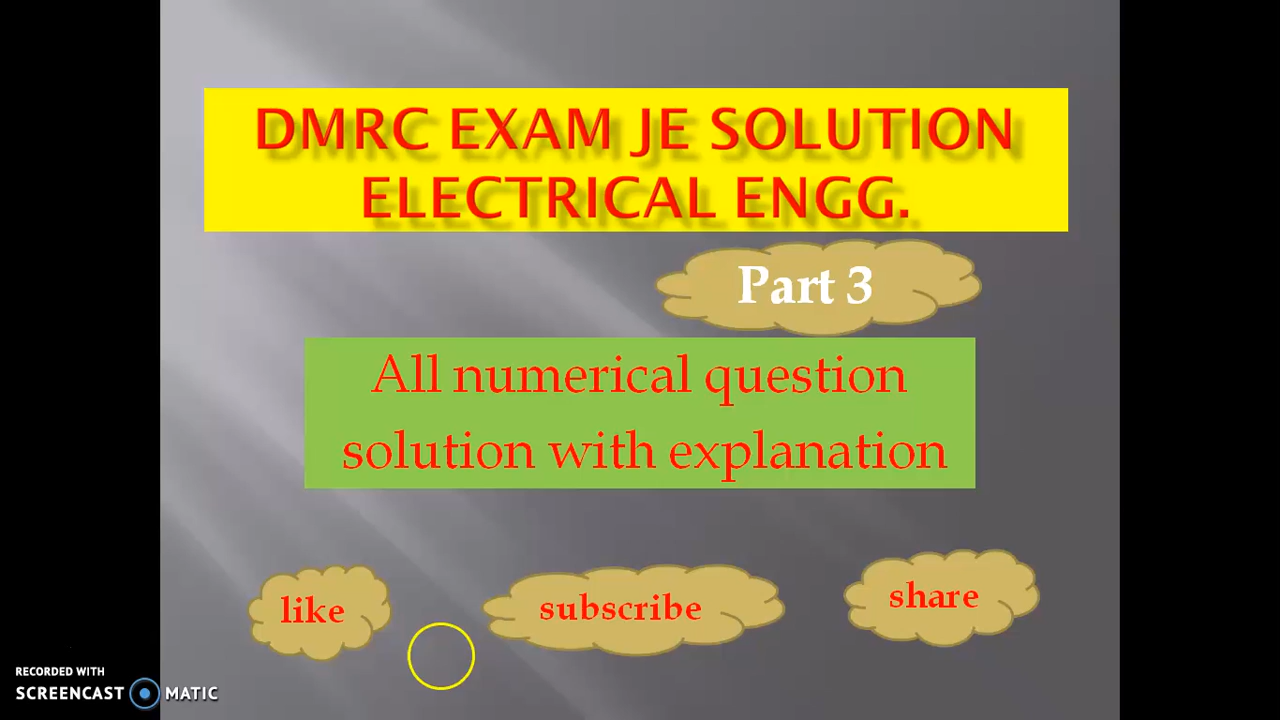 DMRC EXAM JE SOLUTION
ELECTRICAL ENGG.
Part 3
All numerical question
solution with explanation
like
subscribe
share
RECORDED WITH
SCREENCAST MATIC